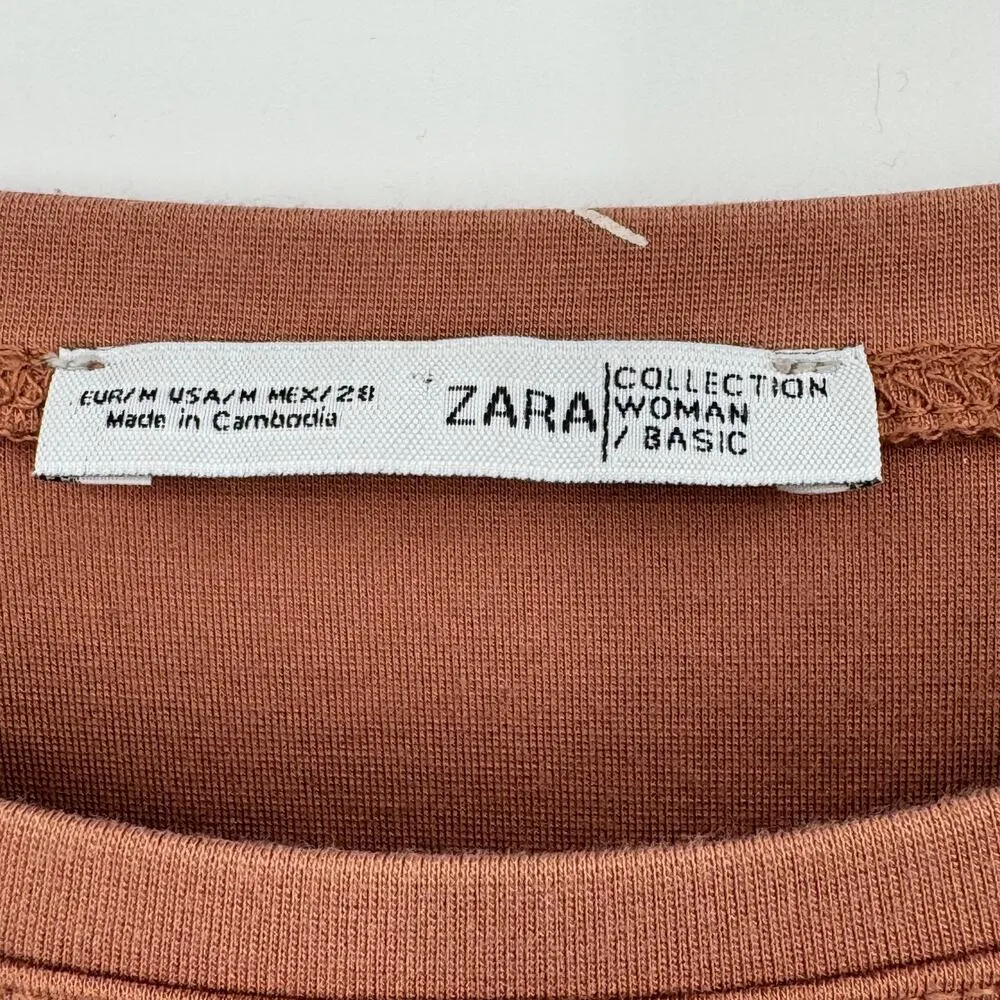 EUR/M USA/M MEX/28
Made in Cambodia
ZARA
COLLECTION
WOMAN
/ BASIC